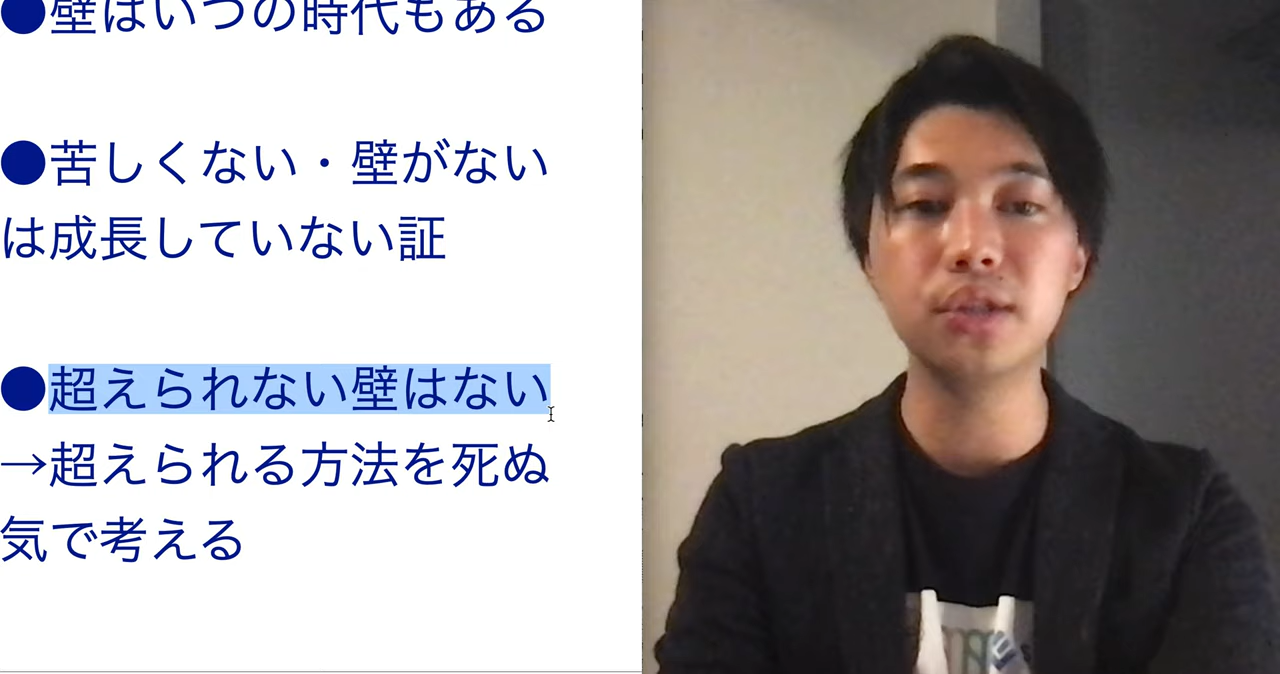 ●壁はいつの時代もある
●苦しくない・壁がない
は成長していない証
●超えられない壁はない
→超えられる方法を死ぬ
気で考える